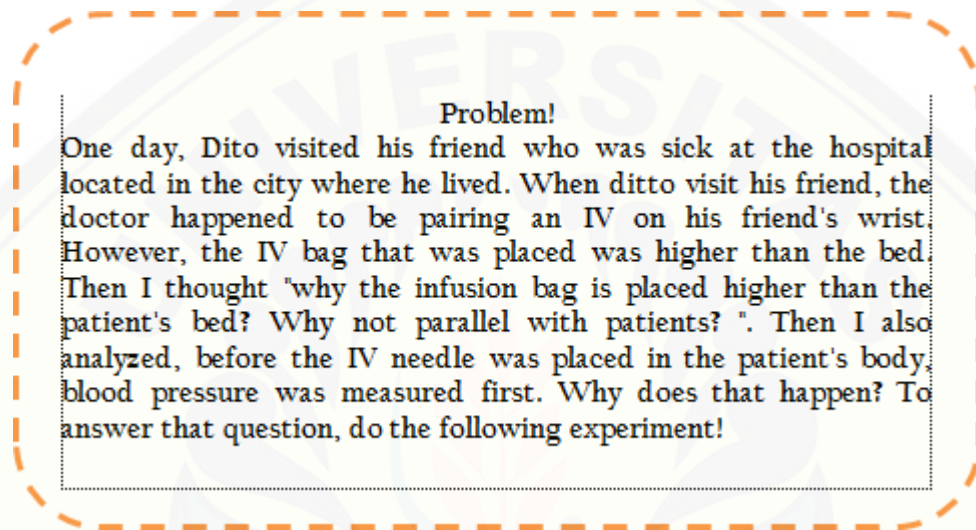 Problem!
One day, Dito visited his friend who was sick at the hospital
located in the city where he lived. When ditto visit his friend, the
doctor happened to be pairing an IV on his friend's wrist.
However, the IV bag that was placed was higher than the bed.
Then I thought "why the infusion bag is placed higher than the
patient's bed? Why not parallel with patients? ". Then I also
analyzed, before the IV needle was placed in the patient's body,
blood pressure was measured first. Why does that happen? To
answer that question, do the following experiment!
UNIVERSITAS